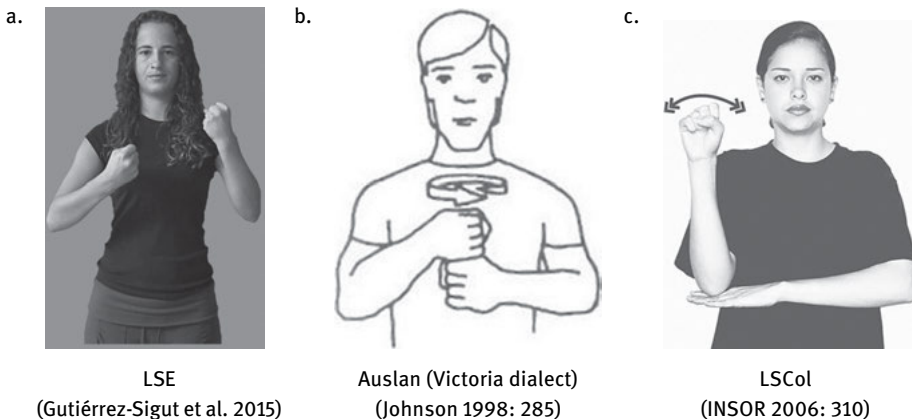 a.
b.
c.
LSE
(Gutiérrez-Sigut et al. 2015)
Auslan (Victoria dialect)
(Johnson 1998: 285)
LSCol
(INSOR 2006: 310)